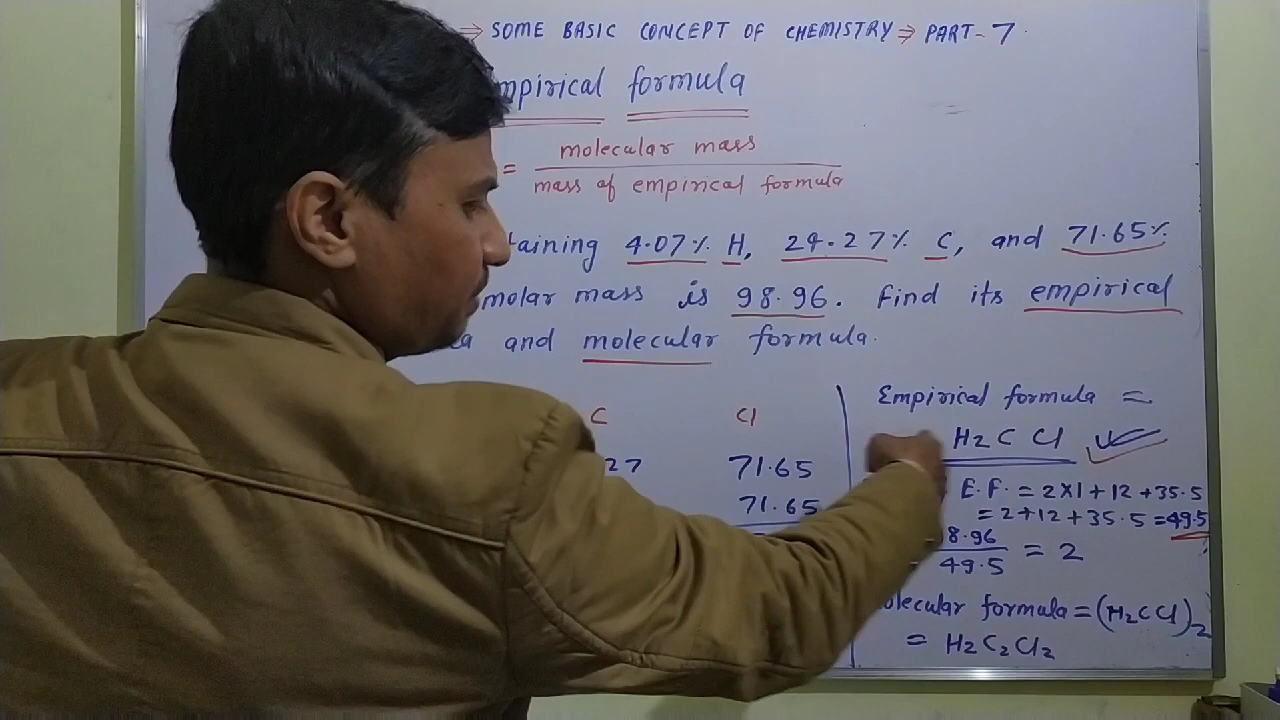 ⇒ SOME BASIC CONCEPT OF CHEMISTRY ⇒ PART-7.
mpirical formula
= molecular mass
mass of empirical formula
taining 4.07% H, 24.27% C, and 71.65%
molar mass is 98.96. Find its empirical
and molecular formula.
C Cl
27 71.65
71.65
Empirical formula =
H2 C Cl
E.F. = 2×1+12+35.5
= 2+12+35.5=49.5
8.96
49.5 = 2
olecular formula = (H2CCl)2
= H2C2Cl2